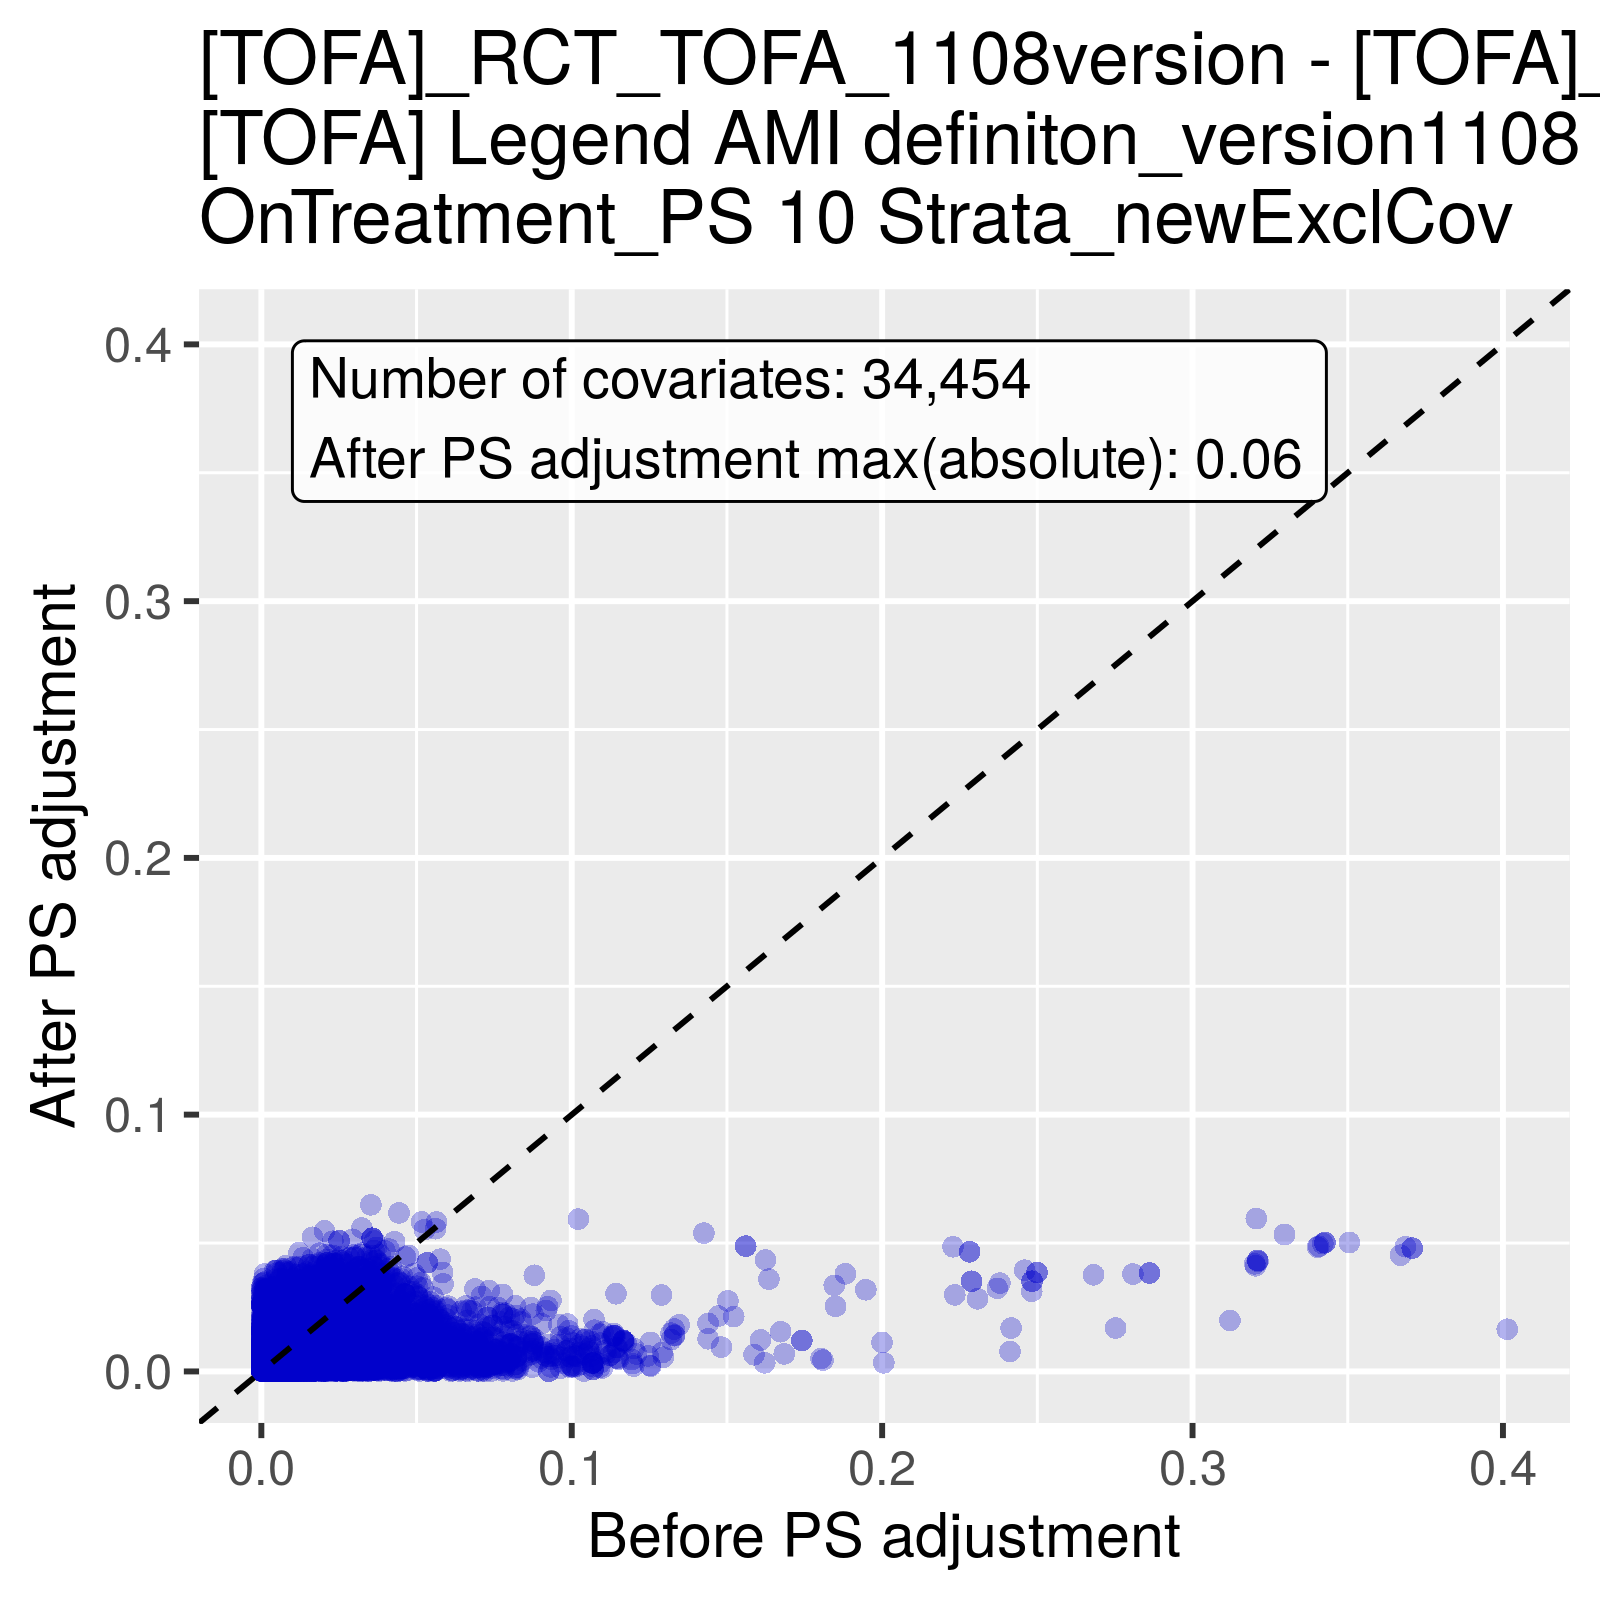 [TOFA]_RCT_TOFA_1108version - [TOFA]_
[TOFA] Legend AMI definiton_version1108
OnTreatment_PS 10 Strata_newExclCov
Number of covariates: 34,454
After PS adjustment max(absolute): 0.06
After PS adjustment
0.4
0.3
0.2
0.1
0.0
0.0 0.1 0.2 0.3 0.4
Before PS adjustment